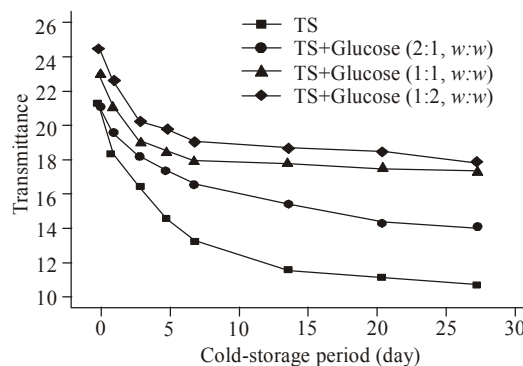 TS
TS+Glucose (2:1, w:w)
TS+Glucose (1:1, w:w)
TS+Glucose (1:2, w:w)
Transmittance
26
24
22
20
18
16
14
12
10
0 5 10 15 20 25 30
Cold-storage period (day)